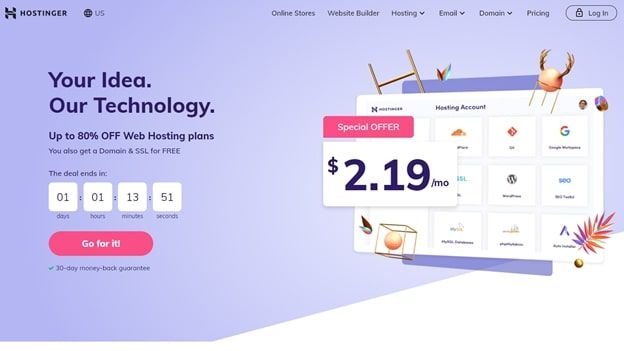 HOSTINGER
US
Online Stores
Website Builder
Hosting
Email
Domain
Pricing
Log In
Your Idea.
Our Technology.
Up to 80% OFF Web Hosting plans
You also get a Domain & SSL for FREE
The deal ends in:
01 : 01 : 13 : 51
days hours minutes seconds
Go for it!
30-day money-back guarantee
HOSTINGER
Hosting Account
Special OFFER
$2.19/mo
Git
Google Workspace
WordPress
SEO Toolkit
MySQL
MySQL Databases
phpMyAdmin
Auto Installer